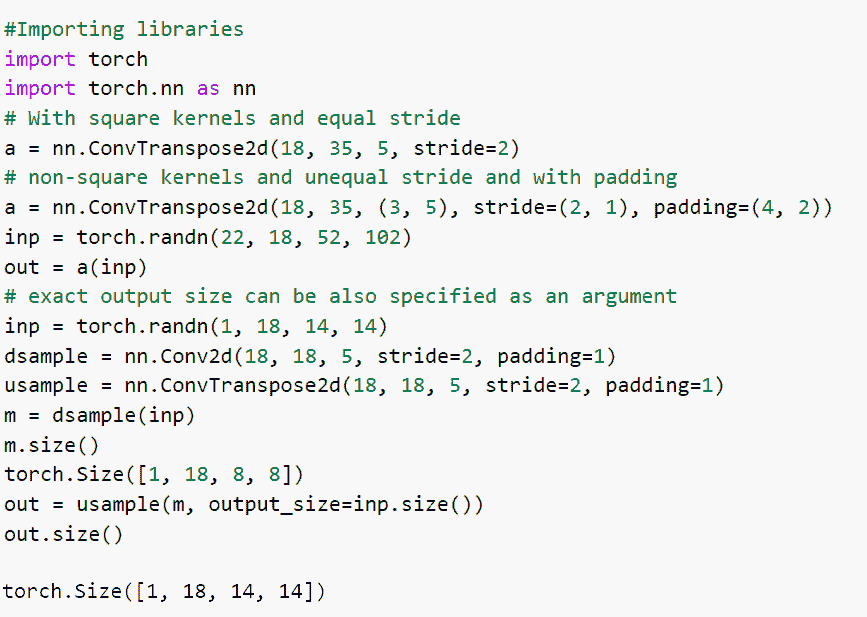 #Importing libraries
import torch
import torch.nn as nn
# With square kernels and equal stride
a = nn.ConvTranspose2d(18, 35, 5, stride=2)
# non-square kernels and unequal stride and with padding
a = nn.ConvTranspose2d(18, 35, (3, 5), stride=(2, 1), padding=(4, 2))
inp = torch.randn(22, 18, 52, 102)
out = a(inp)
# exact output size can be also specified as an argument
inp = torch.randn(1, 18, 14, 14)
dsample = nn.Conv2d(18, 18, 5, stride=2, padding=1)
usample = nn.ConvTranspose2d(18, 18, 5, stride=2, padding=1)
m = dsample(inp)
m.size()
torch.Size([1, 18, 8, 8])
out = usample(m, output_size=inp.size())
out.size()
torch.Size([1, 18, 14, 14])